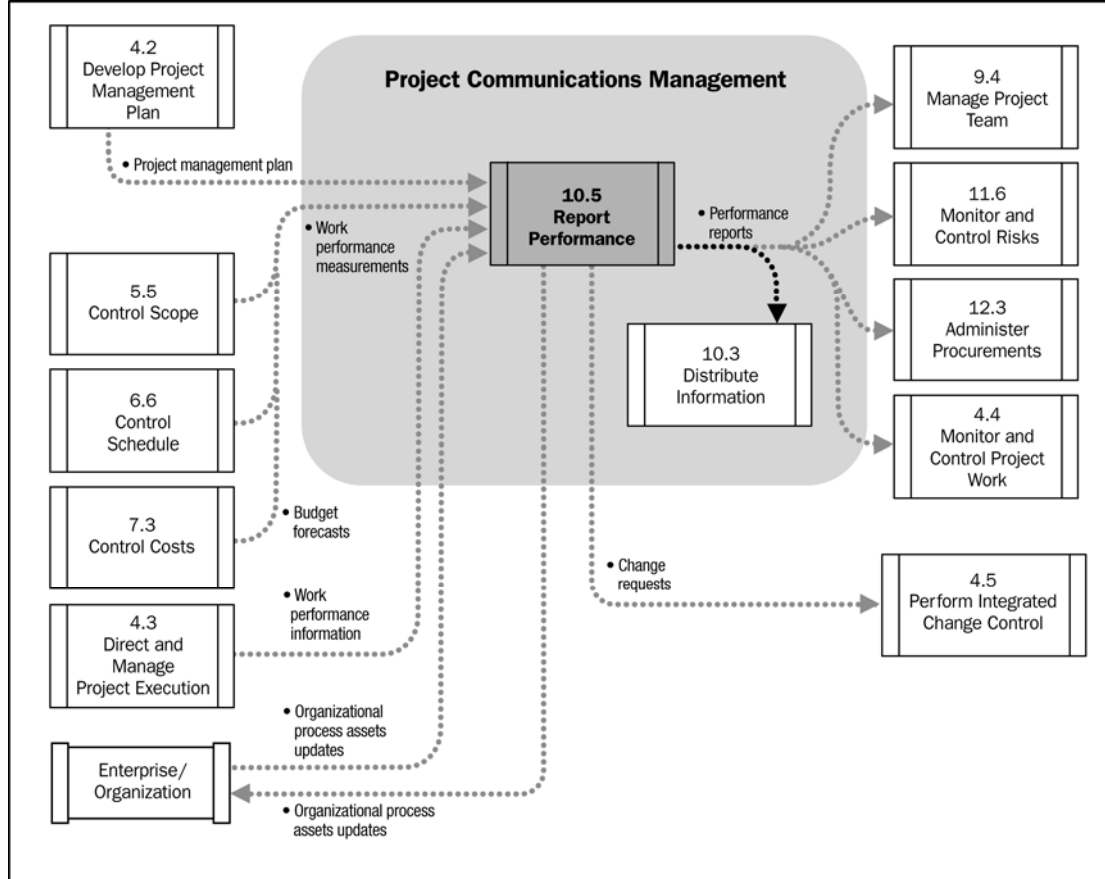 4.2
Develop Project
Management
Plan
• Project management plan
Project Communications Management
10.5
Report
Performance
• Work
performance
measurements
• Performance
reports
9.4
Manage Project
Team
11.6
Monitor and
Control Risks
5.5
Control Scope
10.3
Distribute
Information
12.3
Administer
Procurements
6.6
Control
Schedule
4.4
Monitor and
Control Project
Work
7.3
Control Costs
• Budget
forecasts
• Change
requests
4.5
Perform Integrated
Change Control
4.3
Direct and
Manage
Project Execution
• Work
performance
information
• Organizational
process assets
updates
Enterprise/
Organization
• Organizational process
assets updates